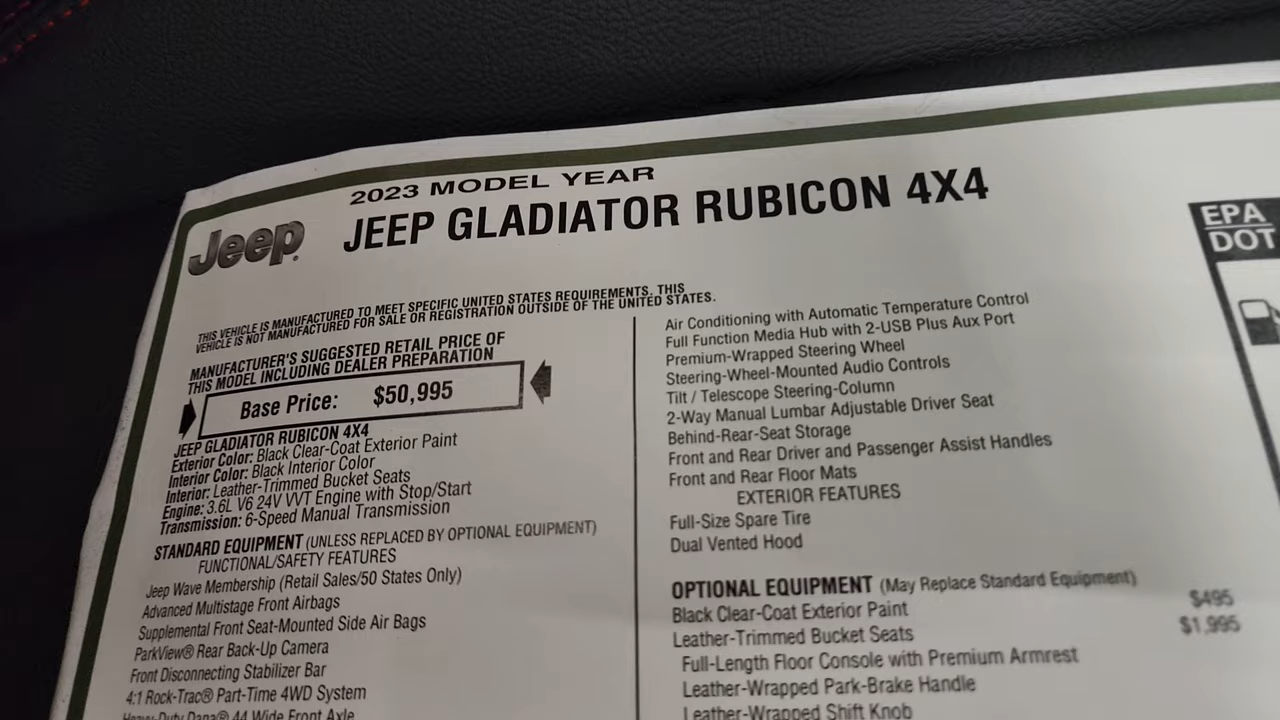 2023 MODEL YEAR
Jeep®
JEEP GLADIATOR RUBICON 4X4
THIS VEHICLE IS MANUFACTURED TO MEET SPECIFIC UNITED STATES REQUIREMENTS. THIS
VEHICLE IS NOT MANUFACTURED FOR SALE OR REGISTRATION OUTSIDE OF THE UNITED STATES.
MANUFACTURER'S SUGGESTED RETAIL PRICE OF
THIS MODEL INCLUDING DEALER PREPARATION
Base Price: $50,995
JEEP GLADIATOR RUBICON 4X4
Exterior Color: Black Clear-Coat Exterior Paint
Interior Color: Black Interior Color
Interior: Leather-Trimmed Bucket Seats
Engine: 3.6L V6 24V VVT Engine with Stop/Start
Transmission: 6-Speed Manual Transmission
STANDARD EQUIPMENT (UNLESS REPLACED BY OPTIONAL EQUIPMENT)
FUNCTIONAL/SAFETY FEATURES
Jeep Wave Membership (Retail Sales/50 States Only)
Advanced Multistage Front Airbags
Supplemental Front Seat-Mounted Side Air Bags
ParkView® Rear Back-Up Camera
Front Disconnecting Stabilizer Bar
4:1 Rock-Trac® Part-Time 4WD System
Heavy-Duty Dana® 44 Wide Front Axle
Air Conditioning with Automatic Temperature Control
Full Function Media Hub with 2-USB Plus Aux Port
Premium-Wrapped Steering Wheel
Steering-Wheel-Mounted Audio Controls
Tilt / Telescope Steering-Column
2-Way Manual Lumbar Adjustable Driver Seat
Behind-Rear-Seat Storage
Front and Rear Driver and Passenger Assist Handles
Front and Rear Floor Mats
EXTERIOR FEATURES
Full-Size Spare Tire
Dual Vented Hood
OPTIONAL EQUIPMENT (May Replace Standard Equipment)
Black Clear-Coat Exterior Paint $495
Leather-Trimmed Bucket Seats $1,995
Full-Length Floor Console with Premium Armrest
Leather-Wrapped Park-Brake Handle
Leather-Wrapped Shift Knob
EPA
DOT